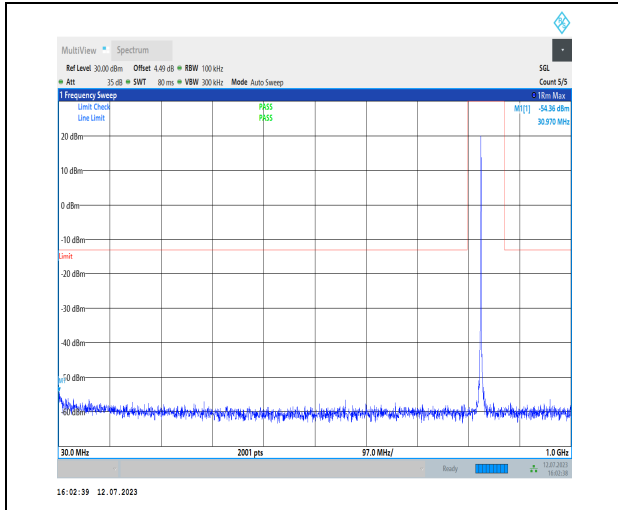 MultiView Spectrum
Ref Level 30.00 dBm Offset 4.49 dB RBW 100 kHz SGL
Att 35 dB SWT 80 ms VBW 300 kHz Mode Auto Sweep Count 5/5
1 Frequency Sweep 1Rm Max
Limit Check PASS M1[1] -54.36 dBm
Line Limit PASS 30.970 MHz
20 dBm
10 dBm
0 dBm
-10 dBm
Limit
-20 dBm
-30 dBm
-40 dBm
-50 dBm
-60 dBm
30.0 MHz 2001 pts 97.0 MHz/ 1.0 GHz
Ready 12.07.2023
16:02:38
16:02:39 12.07.2023